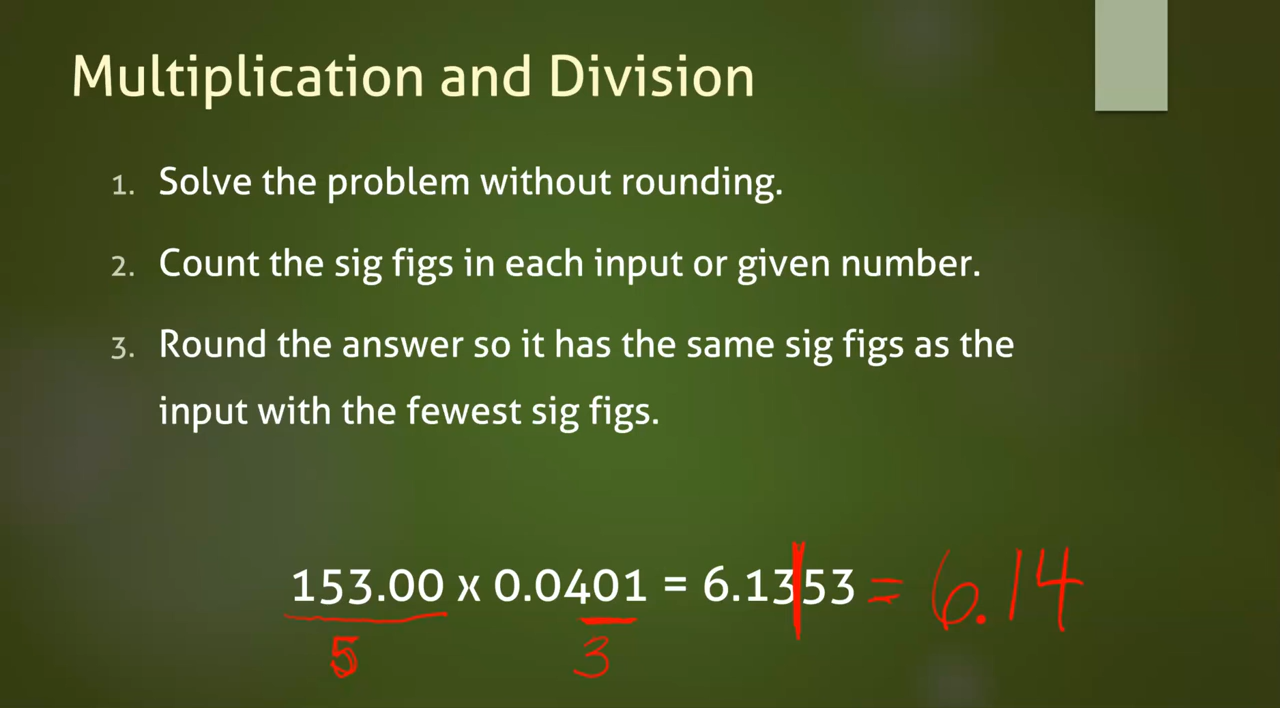 Multiplication and Division
1. Solve the problem without rounding.
2. Count the sig figs in each input or given number.
3. Round the answer so it has the same sig figs as the
input with the fewest sig figs.
153.00 x 0.0401 = 6.1353 = 6.14
5 3